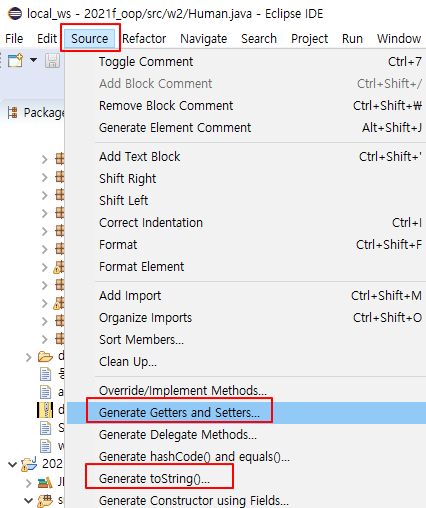 local_ws - 2021f_oop/src/w2/Human.java - Eclipse IDE
File Edit Source Refactor Navigate Search Project Run Window
Toggle Comment Ctrl+7
Add Block Comment Ctrl+Shift+/
Package
Remove Block Comment Ctrl+Shift+₩
Generate Element Comment Alt+Shift+J
Add Text Block Ctrl+Shift+'
Shift Right
Shift Left
Correct Indentation Ctrl+I
Format Ctrl+Shift+F
Format Element
Add Import Ctrl+Shift+M
Organize Imports Ctrl+Shift+O
Sort Members...
Clean Up...
Override/Implement Methods...
Generate Getters and Setters...
Generate Delegate Methods...
Generate hashCode() and equals()...
202
Generate toString()...
Generate Constructor using Fields...